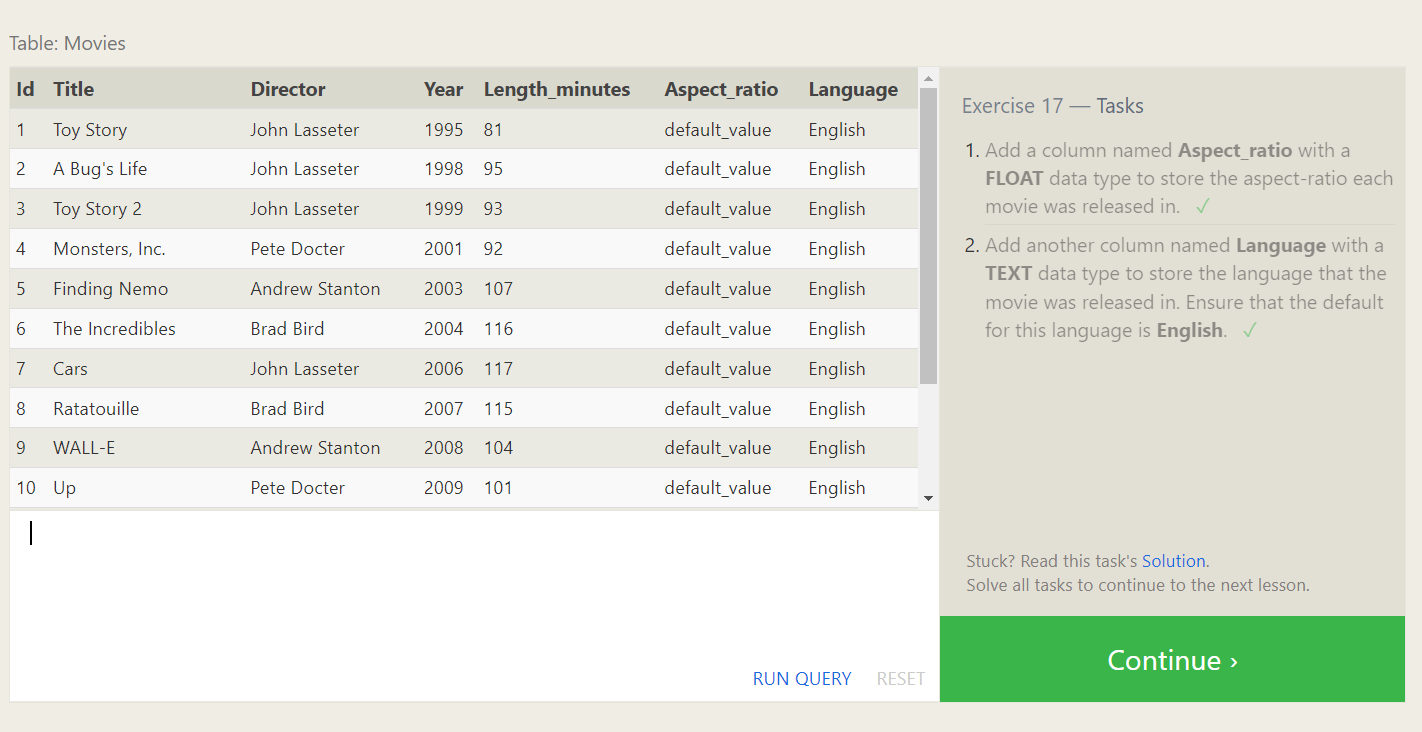 Table: Movies
Id Title Director Year Length_minutes Aspect_ratio Language
1 Toy Story John Lasseter 1995 81 default_value English
2 A Bug's Life John Lasseter 1998 95 default_value English
3 Toy Story 2 John Lasseter 1999 93 default_value English
4 Monsters, Inc. Pete Docter 2001 92 default_value English
5 Finding Nemo Andrew Stanton 2003 107 default_value English
6 The Incredibles Brad Bird 2004 116 default_value English
7 Cars John Lasseter 2006 117 default_value English
8 Ratatouille Brad Bird 2007 115 default_value English
9 WALL-E Andrew Stanton 2008 104 default_value English
10 Up Pete Docter 2009 101 default_value English
RUN QUERY RESET
Exercise 17 — Tasks
1. Add a column named Aspect_ratio with a
FLOAT data type to store the aspect-ratio each
movie was released in. ✓
2. Add another column named Language with a
TEXT data type to store the language that the
movie was released in. Ensure that the default
for this language is English. ✓
Stuck? Read this task's Solution.
Solve all tasks to continue to the next lesson.
Continue ›